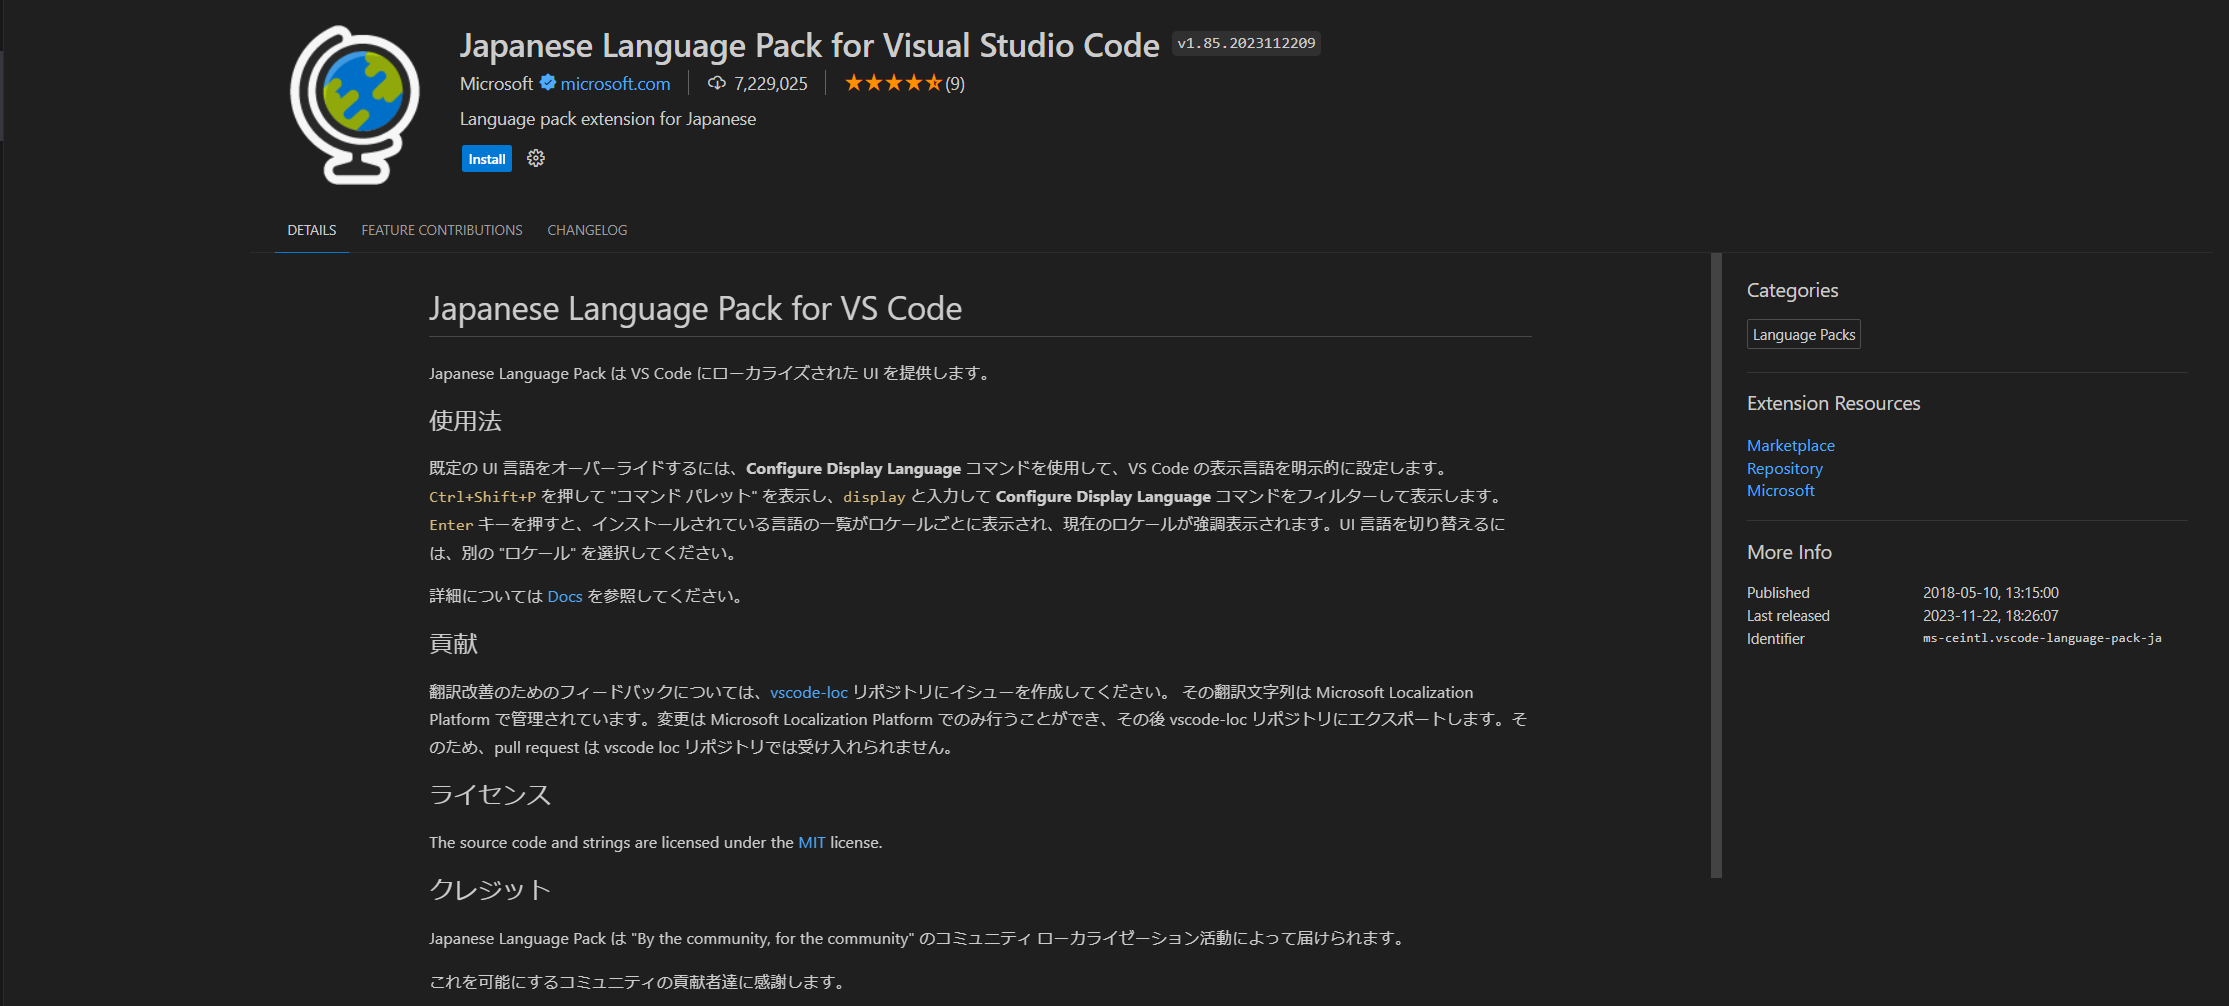 Japanese Language Pack for Visual Studio Code v1.85.2023112209
Microsoft microsoft.com 7,229,025 (9)
Language pack extension for Japanese
Install
DETAILS FEATURE CONTRIBUTIONS CHANGELOG
Japanese Language Pack for VS Code
Japanese Language Pack は VS Code にローカライズされた UI を提供します。
使用法
既定の UI 言語をオーバーライドするには、Configure Display Language コマンドを使用して、VS Code の表示言語を明示的に設定します。
Ctrl+Shift+P を押して "コマンド パレット" を表示し、display と入力して Configure Display Language コマンドをフィルターして表示します。
Enter キーを押すと、インストールされている言語の一覧がロケールごとに表示され、現在のロケールが強調表示されます。UI 言語を切り替えるに
は、別の "ロケール" を選択してください。
詳細については Docs を参照してください。
貢献
翻訳改善のためのフィードバックについては、vscode-loc リポジトリにイシューを作成してください。 その翻訳文字列は Microsoft Localization
Platform で管理されています。変更は Microsoft Localization Platform でのみ行うことができ、その後 vscode-loc リポジトリにエクスポートします。そ
のため、pull request は vscode loc リポジトリでは受け入れられません。
ライセンス
The source code and strings are licensed under the MIT license.
クレジット
Japanese Language Pack は "By the community, for the community" のコミュニティ ローカライゼーション活動によって届けられます。
これを可能にするコミュニティの貢献者達に感謝します。
Categories
Language Packs
Extension Resources
Marketplace
Repository
Microsoft
More Info
Published 2018-05-10, 13:15:00
Last released 2023-11-22, 18:26:07
Identifier ms-ceintl.vscode-language-pack-ja